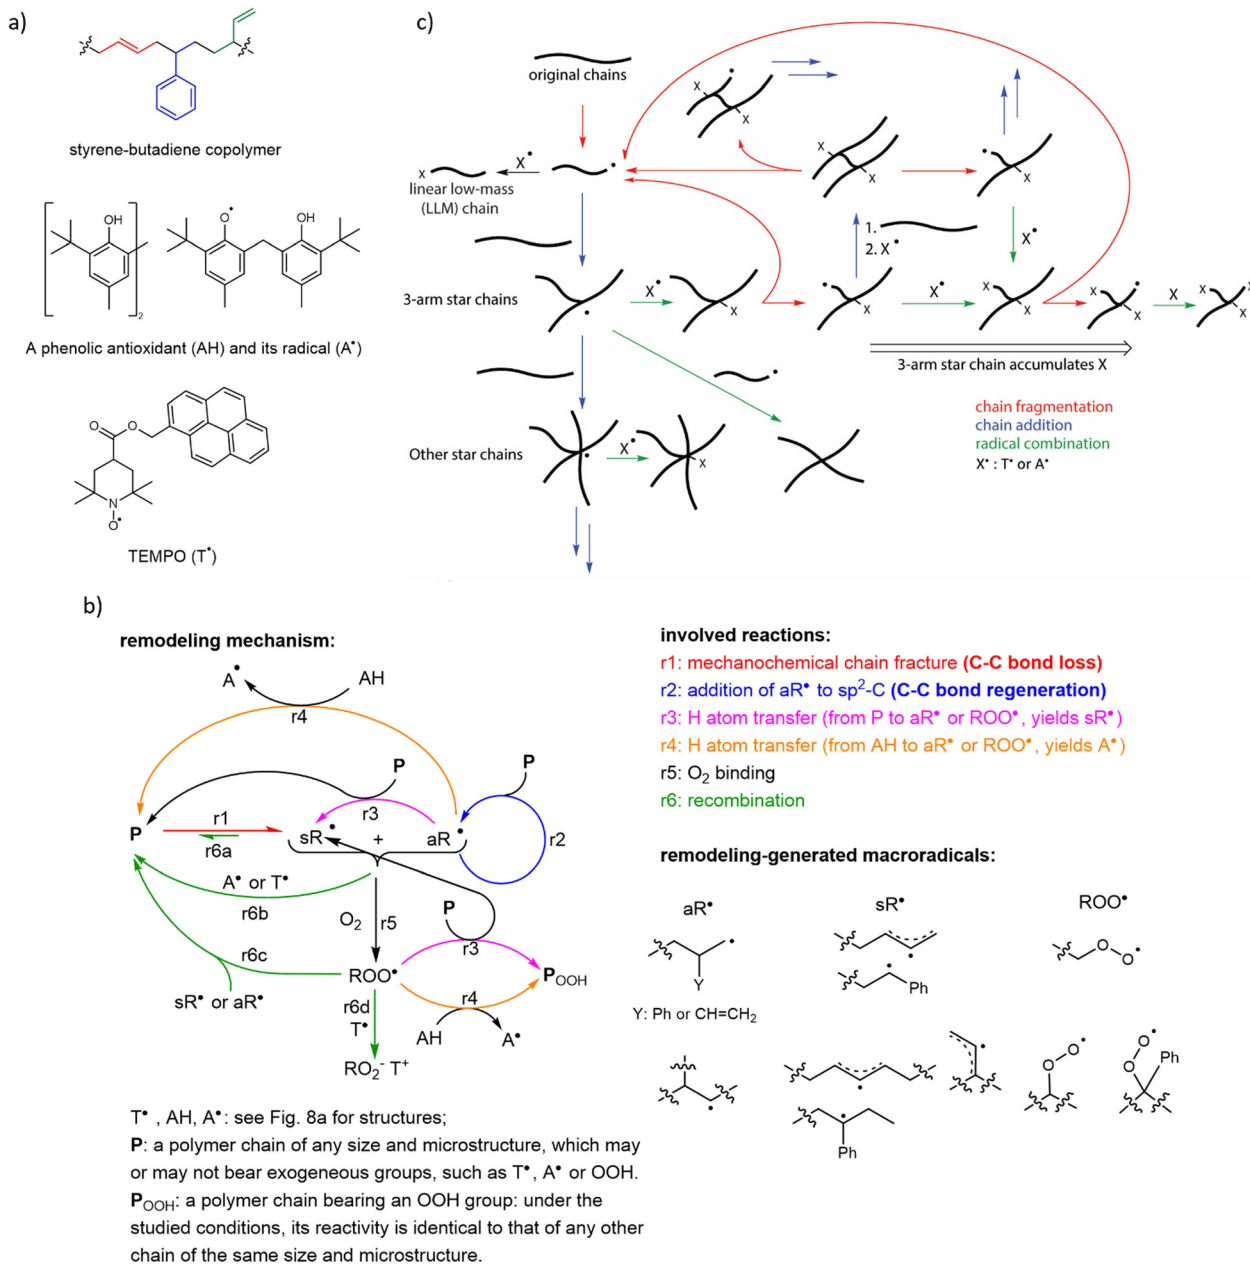 a)
styrene-butadiene copolymer
OH
2
O•
OH
A phenolic antioxidant (AH) and its radical (A•)
O
O
N
O•
TEMPO (T•)
c)
original chains
X
X•
linear low-mass
(LLM) chain
X
X
X
X
1.
2. X•
X•
3-arm star chains
X•
X
X
X•
X
X
X
X
X
X
X
X
3-arm star chain accumulates X
Other star chains
X•
X
chain fragmentation
chain addition
radical combination
X• : T• or A•
b)
remodeling mechanism:
A•
AH
r4
P
P
r3
P
r1
r6a
sR•
+
aR•
r2
A• or T•
r6b
O2
r5
P
r3
r6c
ROO•
POOH
sR• or aR•
r6d
T•
r4
AH
A•
RO2- T+
T• , AH, A•: see Fig. 8a for structures;
P: a polymer chain of any size and microstructure, which may
or may not bear exogeneous groups, such as T•, A• or OOH.
POOH: a polymer chain bearing an OOH group: under the
studied conditions, its reactivity is identical to that of any other
chain of the same size and microstructure.
involved reactions:
r1: mechanochemical chain fracture (C-C bond loss)
r2: addition of aR• to sp2-C (C-C bond regeneration)
r3: H atom transfer (from P to aR• or ROO•, yields sR•)
r4: H atom transfer (from AH to aR• or ROO•, yields A•)
r5: O2 binding
r6: recombination
remodeling-generated macroradicals:
aR•
sR•
ROO•
Y
Ph
O
O•
Y: Ph or CH=CH2
Ph
O
O•
O
O•
Ph